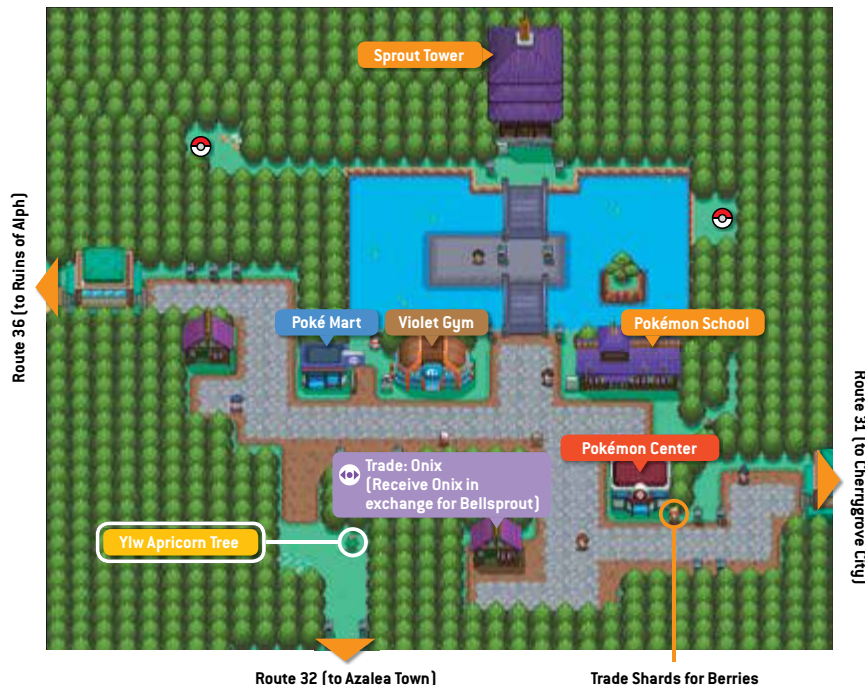 Sprout Tower
Route 36 (to Ruins of Alph)
Poké Mart
Violet Gym
Pokémon School
Route 31 (to Cherrygrove City)
Pokémon Center
Trade: Onix
(Receive Onix in
exchange for Bellsprout)
Ylw Apricorn Tree
Route 32 (to Azalea Town)
Trade Shards for Berries